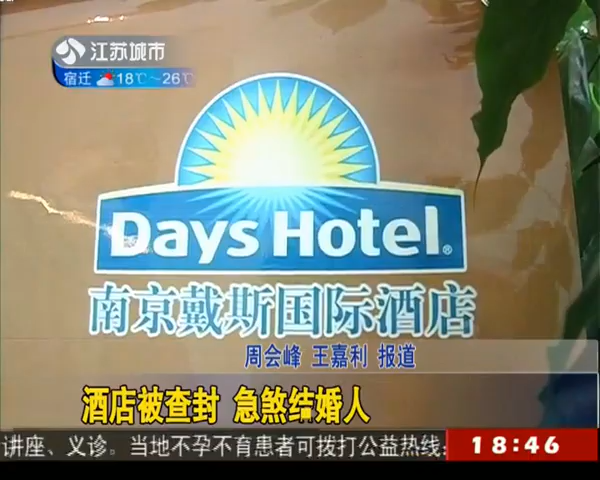 江苏城市
宿迁 18℃~26℃
Days Hotel®
南京戴斯国际酒店
周会峰 王嘉利 报道
酒店被查封 急煞结婚人
讲座、义诊。当地不孕不育患者可拨打公益热线:
18:46